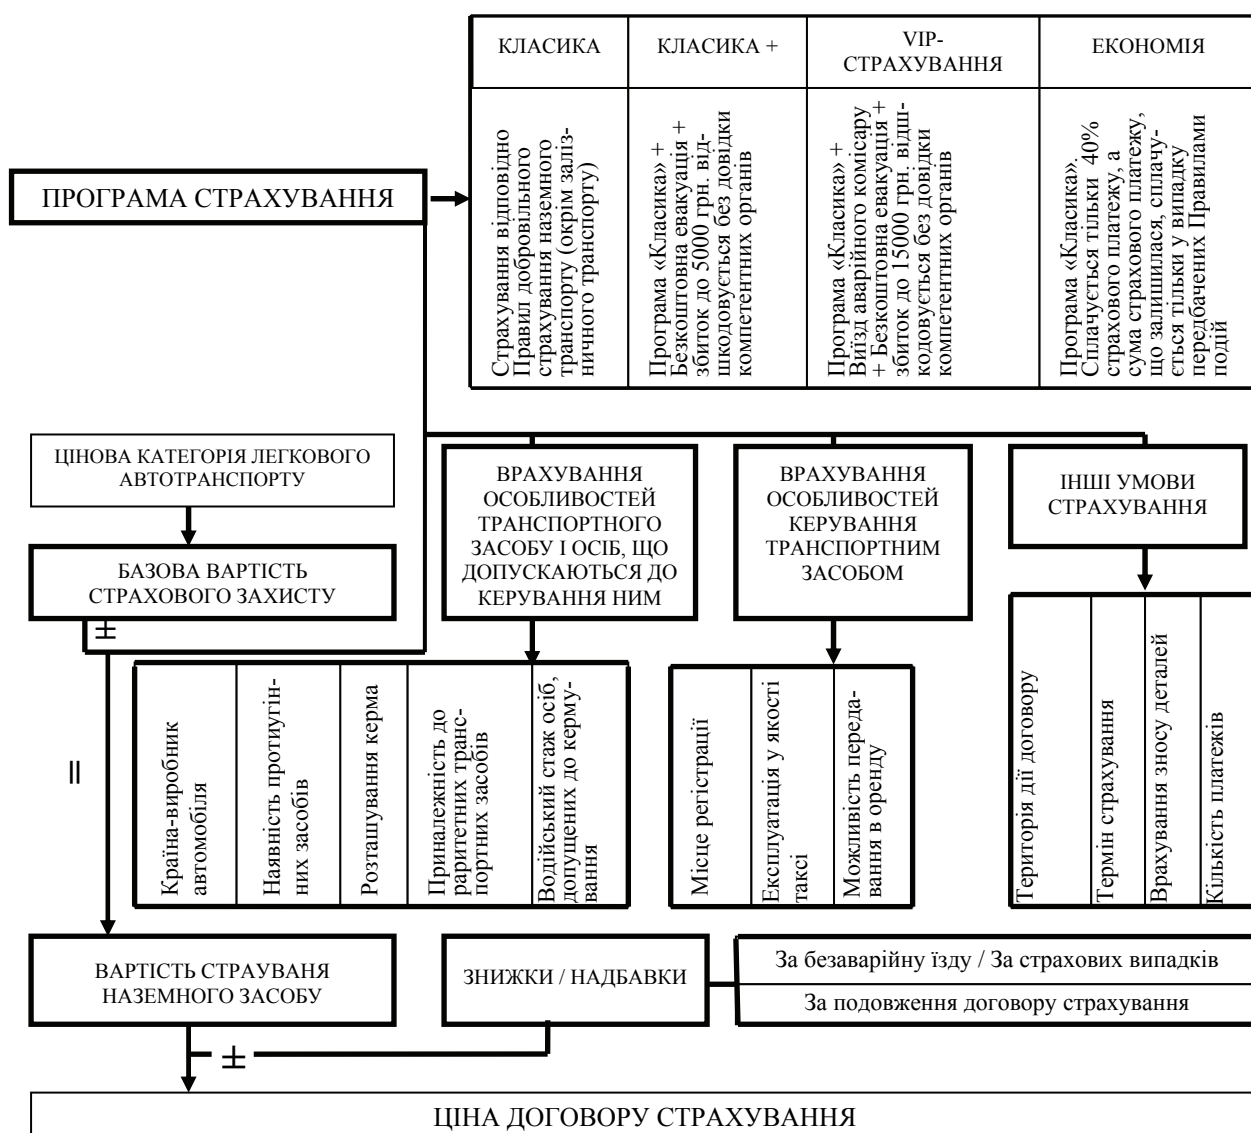 КЛАСИКА
КЛАСИКА +
VIP-
СТРАХУВАННЯ
ЕКОНОМІЯ
ПРОГРАМА СТРАХУВАННЯ
Страхування відповідно
Правил добровільного
страхування наземного
транспорту (окрім заліз-
ничного транспорту)
Програма «Класика» +
Безкоштовна евакуація +
збиток до 5000 грн. від-
шкодовується без довідки
компетентних органів
Програма «Класика» +
Виїзд аварійного комісару
+ Безкоштовна евакуація +
збиток до 15000 грн. відш-
кодовується без довідки
компетентних органів
Програма «Класика».
Сплачується тільки 40%
страхового платежу, а
сума страхового платежу,
що залишилася, сплачу-
ється тільки у випадку
передбачених Правилами
подій
ЦІНОВА КАТЕГОРІЯ ЛЕГКОВОГО
АВТОТРАНСПОРТУ
БАЗОВА ВАРТІСТЬ
СТРАХОВОГО ЗАХИСТУ
ВРАХУВАННЯ
ОСОБЛИВОСТЕЙ
ТРАНСПОРТНОГО
ЗАСОБУ І ОСІБ, ЩО
ДОПУСКАЮТЬСЯ ДО
КЕРУВАННЯ НИМ
ВРАХУВАННЯ
ОСОБЛИВОСТЕЙ
КЕРУВАННЯ
ТРАНСПОРТНИМ
ЗАСОБОМ
ІНШІ УМОВИ
СТРАХУВАННЯ
±
=
Країна-виробник
автомобіля
Наявність протиугін-
них засобів
Розташування керма
Приналежність до
раритетних транс-
портних засобів
Водійський стаж осіб,
допущених до керму-
вання
Місце регістрації
Експлуатація у якості
таксі
Можливість переда-
вання в оренду
Територія дії договору
Термін страхування
Врахування зносу деталей
Кількість платежів
ВАРТІСТЬ СТРАУВАНЯ
НАЗЕМНОГО ЗАСОБУ
ЗНИЖКИ / НАДБАВКИ
За безаварійну їзду / За страхових випадків
За подовження договору страхування
±
ЦІНА ДОГОВОРУ СТРАХУВАННЯ